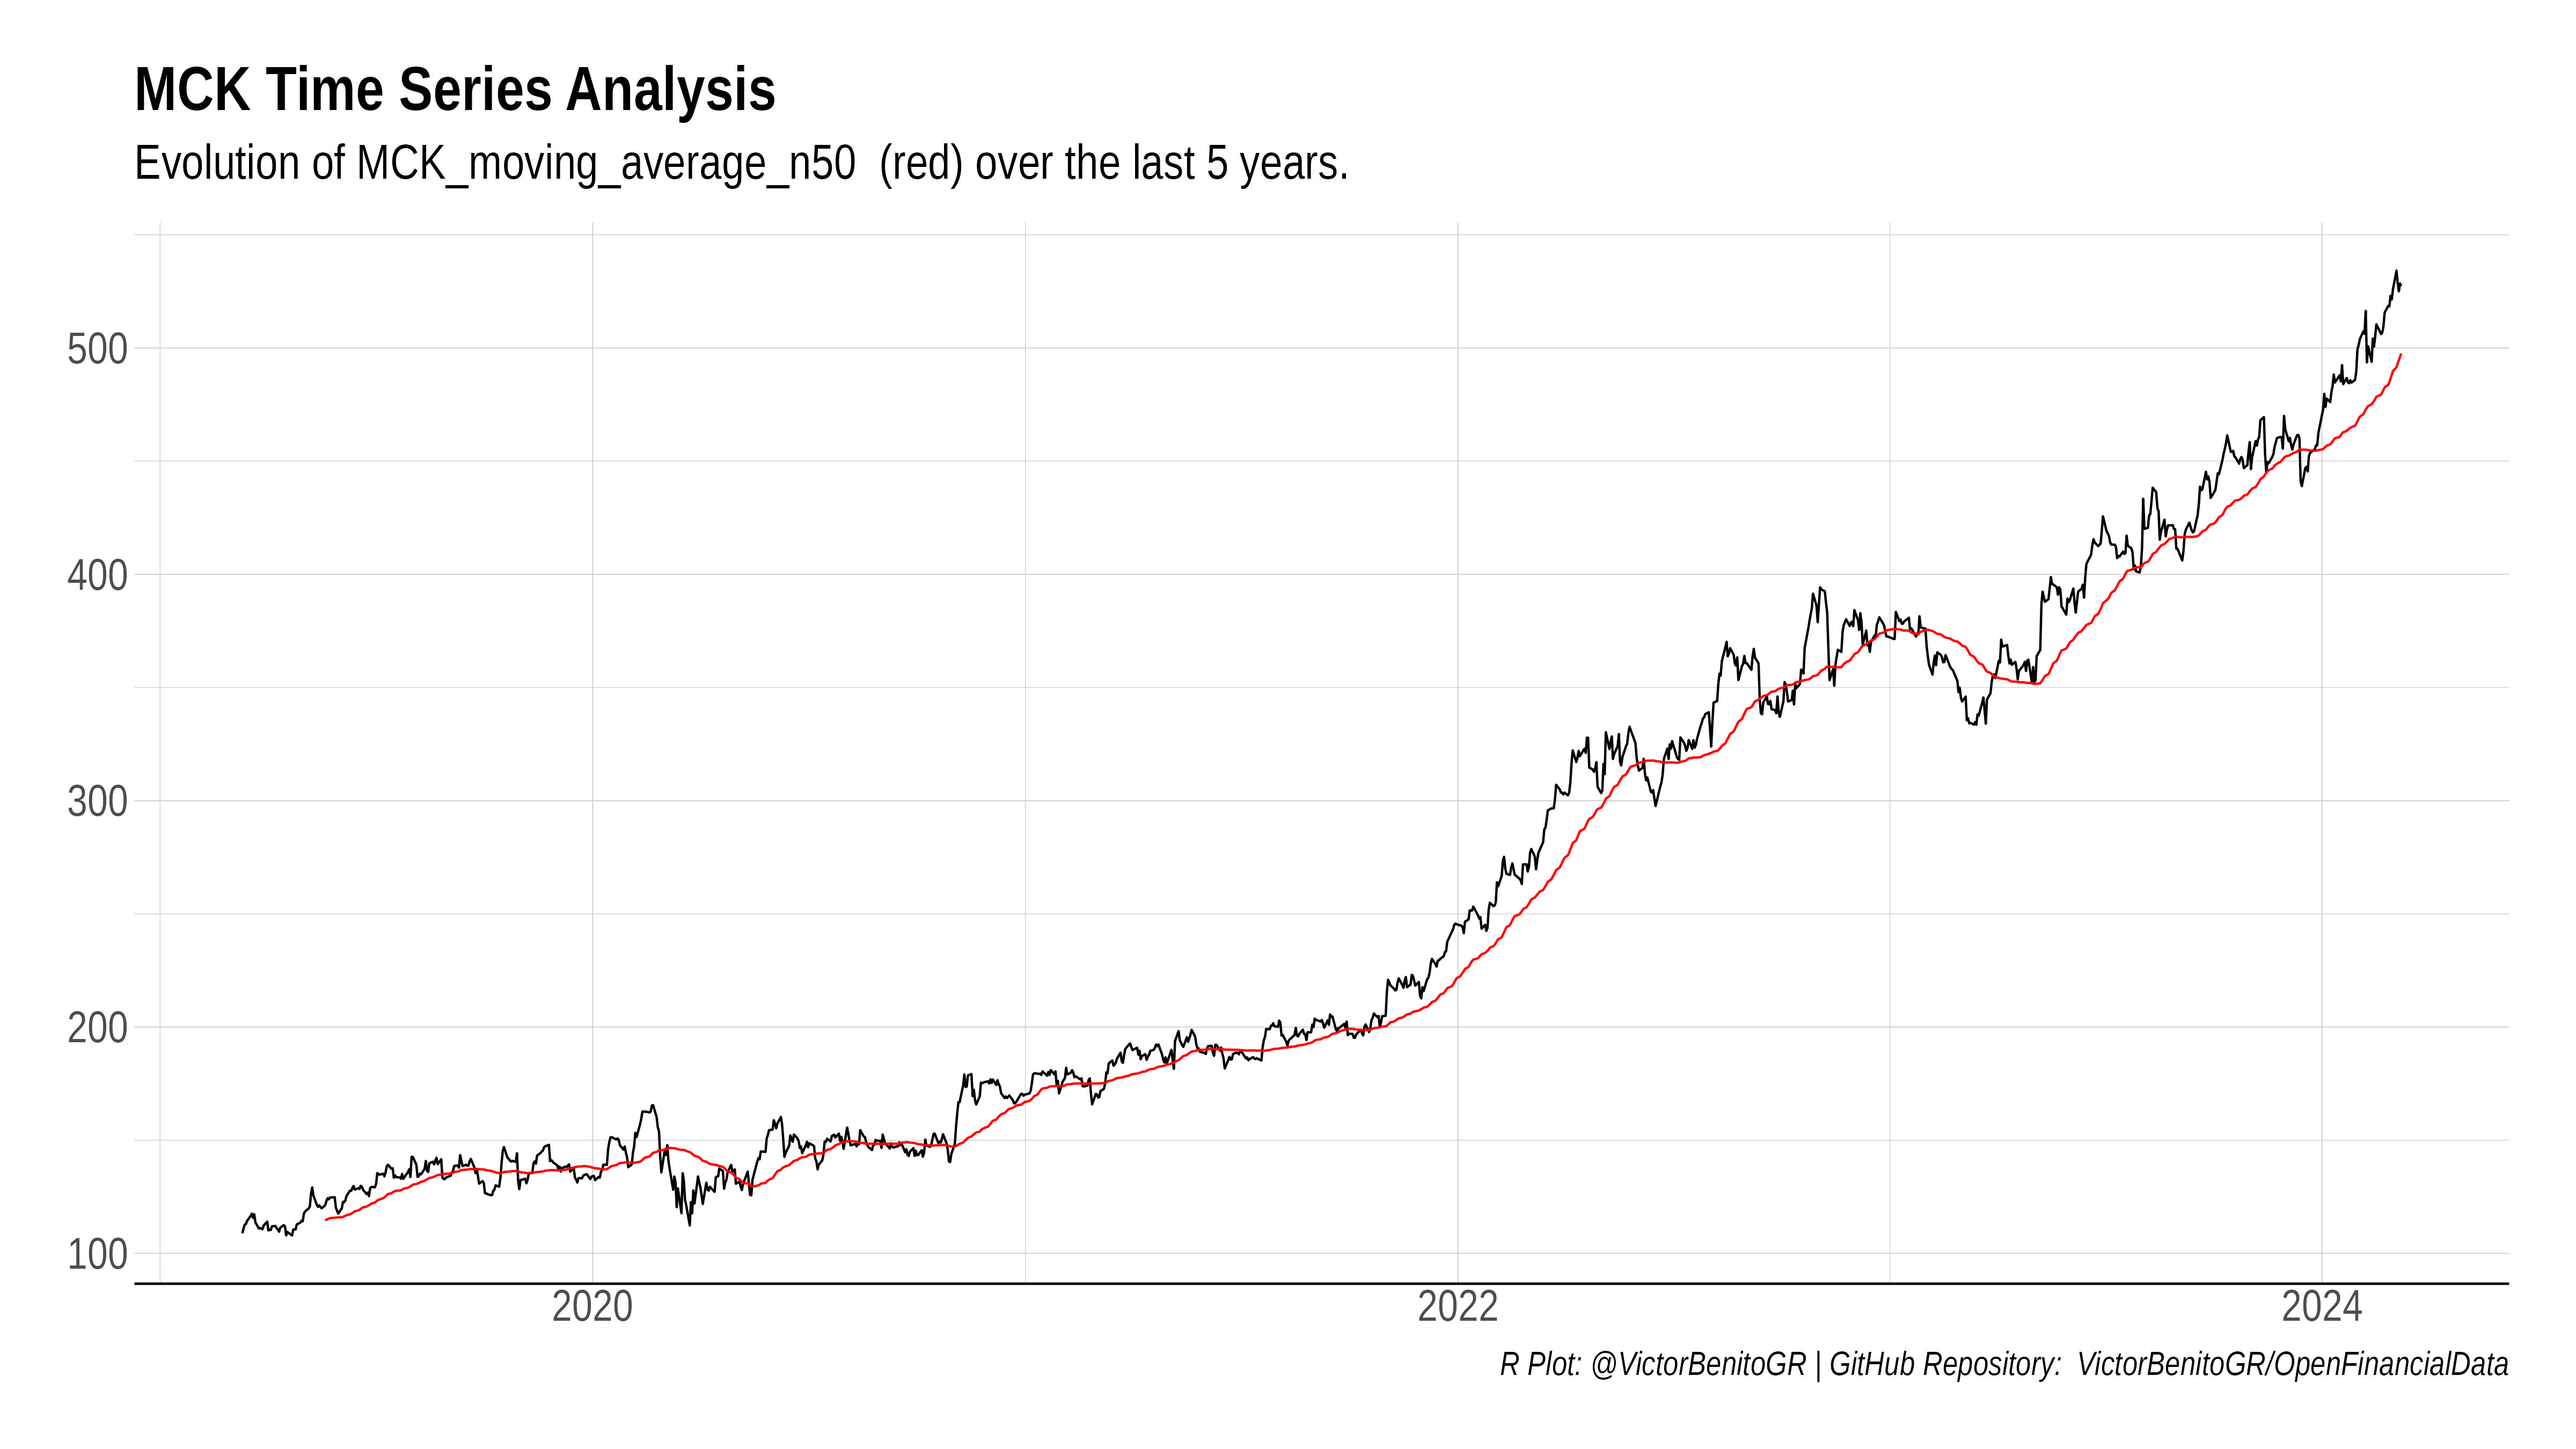 MCK Time Series Analysis
Evolution of MCK_moving_average_n50  (red) over the last 5 years.
500
400
300
200
100
2020 2022 2024
R Plot: @VictorBenitoGR | GitHub Repository:  VictorBenitoGR/OpenFinancialData